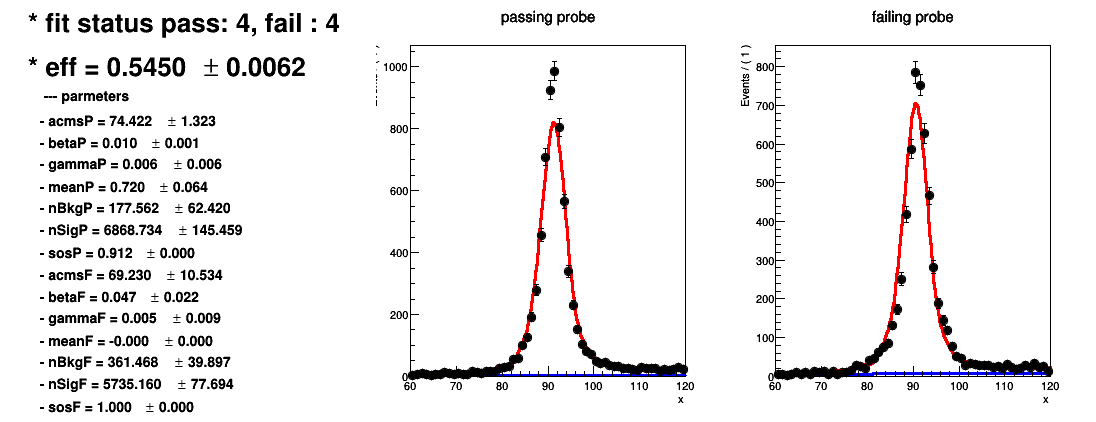 * fit status pass: 4, fail : 4
* eff = 0.5450 ± 0.0062
--- parmeters
- acmsP = 74.422 ± 1.323
- betaP = 0.010 ± 0.001
- gammaP = 0.006 ± 0.006
- meanP = 0.720 ± 0.064
- nBkgP = 177.562 ± 62.420
- nSigP = 6868.734 ± 145.459
- sosP = 0.912 ± 0.000
- acmsF = 69.230 ± 10.534
- betaF = 0.047 ± 0.022
- gammaF = 0.005 ± 0.009
- meanF = -0.000 ± 0.000
- nBkgF = 361.468 ± 39.897
- nSigF = 5735.160 ± 77.694
- sosF = 1.000 ± 0.000
passing probe
1000
800
600
400
200
0
60 70 80 90 100 110 120
x
failing probe
Events / ( 1 )
800
700
600
500
400
300
200
100
0
60 70 80 90 100 110 120
x